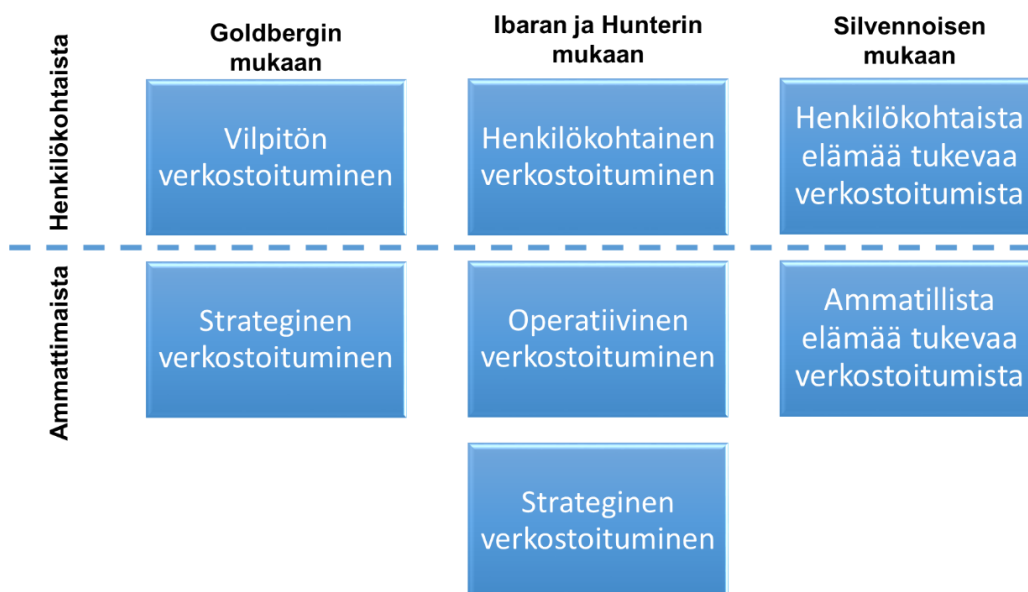 Goldbergin
mukaan
Ibaran ja Hunterin
mukaan
Silvennoisen
mukaan
Henkilökohtaista
Vilpitön
verkostoituminen
Henkilökohtainen
verkostoituminen
Henkilökohtaista
elämää tukevaa
verkostoitumista
Ammattimaista
Strateginen
verkostoituminen
Operatiivinen
verkostoituminen
Ammatillista
elämää tukevaa
verkostoitumista
Strateginen
verkostoituminen